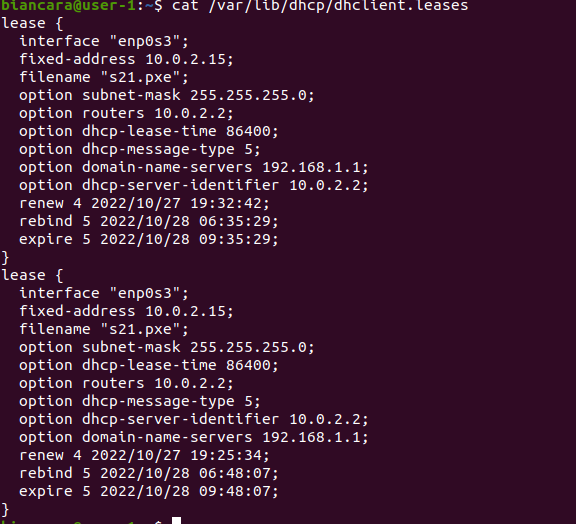 biancara@user-1:~$ cat /var/lib/dhcp/dhclient.leases
lease {
  interface "enp0s3";
  fixed-address 10.0.2.15;
  filename "s21.pxe";
  option subnet-mask 255.255.255.0;
  option routers 10.0.2.2;
  option dhcp-lease-time 86400;
  option dhcp-message-type 5;
  option domain-name-servers 192.168.1.1;
  option dhcp-server-identifier 10.0.2.2;
  renew 4 2022/10/27 19:32:42;
  rebind 5 2022/10/28 06:35:29;
  expire 5 2022/10/28 09:35:29;
}
lease {
  interface "enp0s3";
  fixed-address 10.0.2.15;
  filename "s21.pxe";
  option subnet-mask 255.255.255.0;
  option dhcp-lease-time 86400;
  option routers 10.0.2.2;
  option dhcp-message-type 5;
  option dhcp-server-identifier 10.0.2.2;
  option domain-name-servers 192.168.1.1;
  renew 4 2022/10/27 19:25:34;
  rebind 5 2022/10/28 06:48:07;
  expire 5 2022/10/28 09:48:07;
}